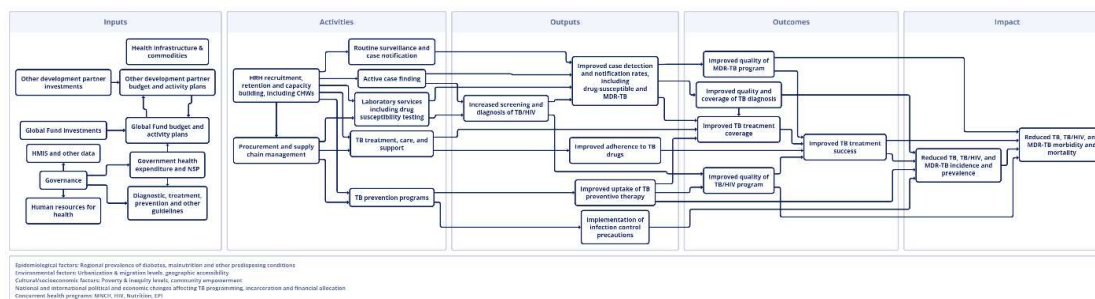 Inputs
Activities
Outputs
Outcomes
Impact
Health infrastructure &
commodities
Other development partner
investments
Other development partner
budget and activity plans
Global Fund Investments
Global Fund budget and
activity plans
HMIS and other data
Government health
expenditure and NSP
Governance
Human resources for
health
Diagnostic, treatment,
prevention and other
guidelines
HRH recruitment,
retention and capacity
building, including CHWs
Procurement and supply
chain management
Routine surveillance and
case notification
Active case finding
Laboratory services
including drug
susceptibility testing
TB treatment, care, and
support
TB prevention programs
Increased screening and
diagnosis of TB/HIV
Improved case detection
and notification rates,
including
drug-susceptible and
MDR-TB
Improved adherence to TB
drugs
Improved uptake of TB
proventive therapy
Implementation of
infection control
precautions
Improved quality of
MDR-TB program
Improved quality and
coverage of TB diagnosis
Improved TB treatment
coverage
Improved quality of
TB/HIV program
Improved TB treatment
success
Reduced TB, TB/HIV, and
MDR-TB incidence and
prevalence
Reduced TB, TB/HIV, and
MDR-TB morbidity and
mortality
Epidemiological factors: Regional prevalence of diabetes, malnutrition and other predisposing conditions
Environmental factors: Urbanization & migration levels, geographic accessibility
Cultural/socioeconomic factors: Poverty & inequity levels, community empowerment
National and international political and economic changes affecting TB programming, incarceration and financial allocation
Concurrent health programs: MNCH, HIV, Nutrition, EPI